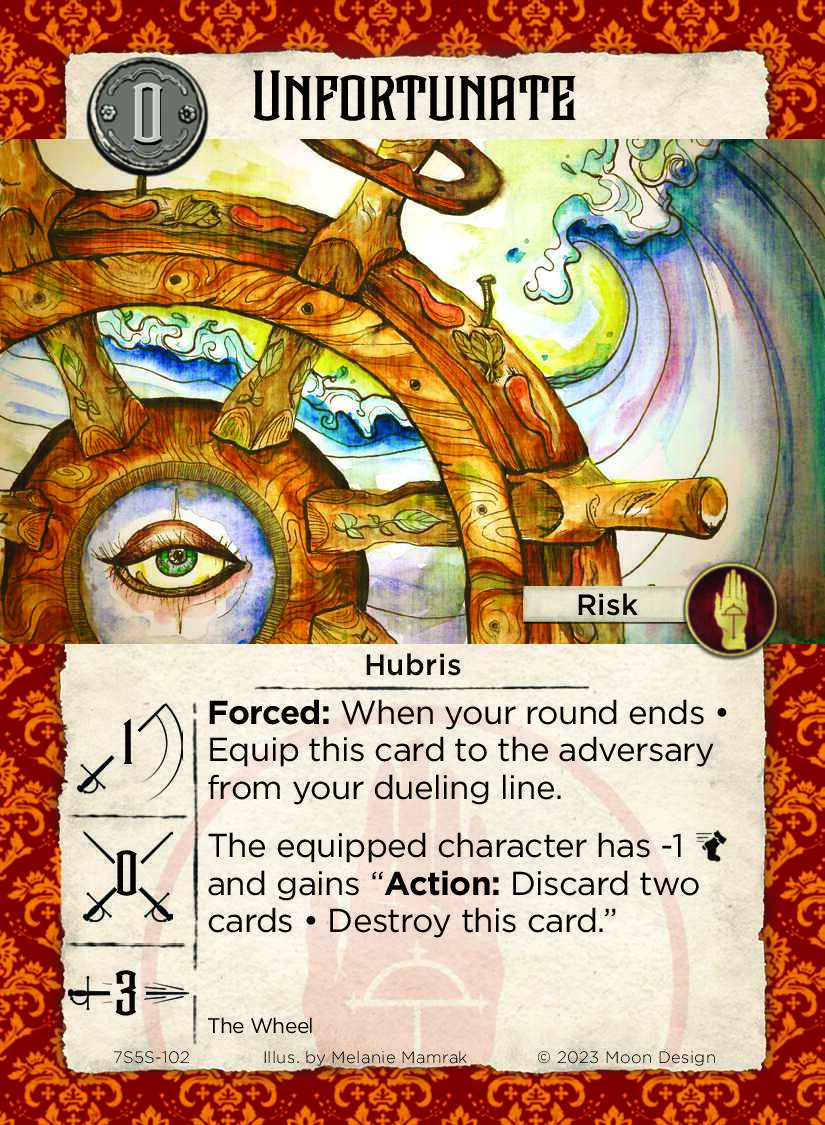 0
UNFORTUNATE
Risk
Hubris
1
Forced: When your round ends •
Equip this card to the adversary
from your dueling line.
0
The equipped character has -1
and gains “Action: Discard two
cards • Destroy this card.”
3
The Wheel
7S5S-102 Illus. by Melanie Mamrak © 2023 Moon Design